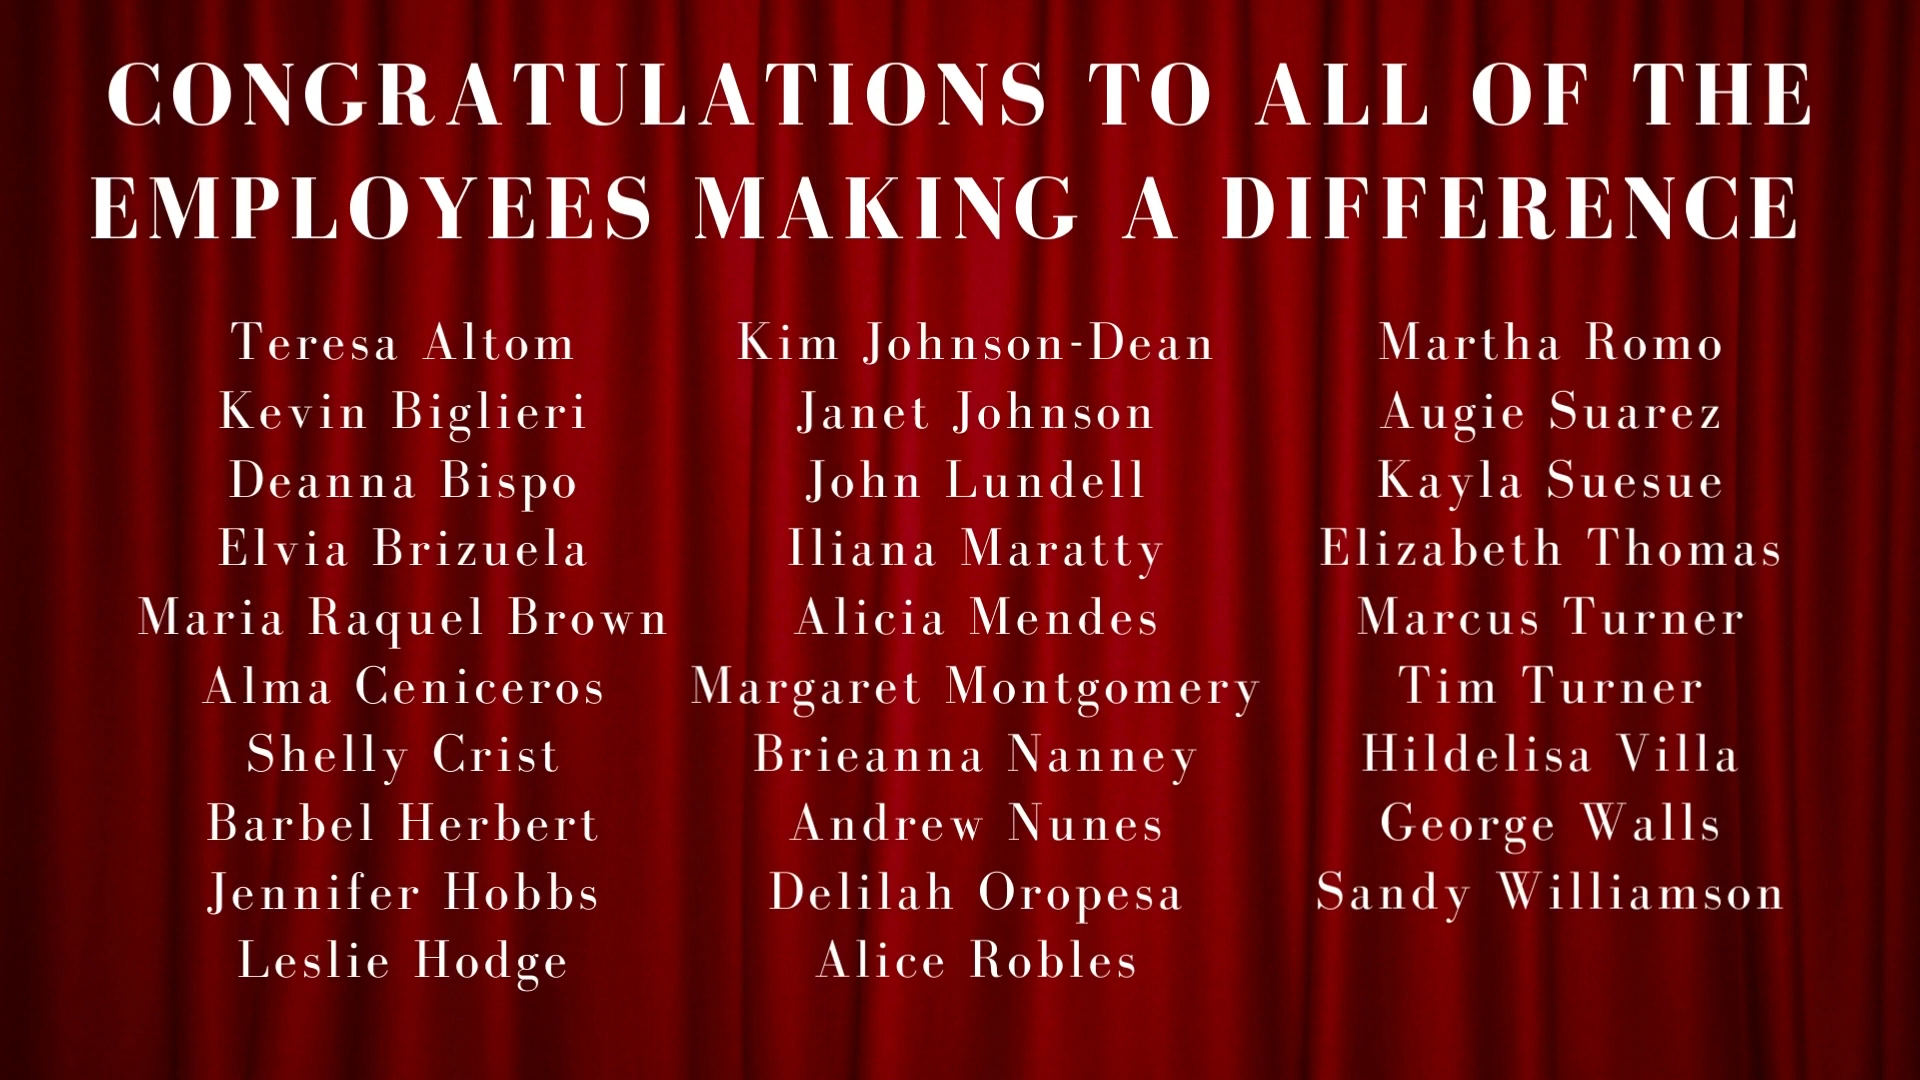 CONGRATULATIONS TO ALL OF THE
EMPLOYEES MAKING A DIFFERENCE
Teresa Altom
Kevin Biglieri
Deanna Bispo
Elvia Brizuela
Maria Raquel Brown
Alma Ceniceros
Shelly Crist
Barbel Herbert
Jennifer Hobbs
Leslie Hodge
Kim Johnson-Dean
Janet Johnson
John Lundell
Iliana Maratty
Alicia Mendes
Margaret Montgomery
Brieanna Nanney
Andrew Nunes
Delilah Oropesa
Alice Robles
Martha Romo
Augie Suarez
Kayla Suesue
Elizabeth Thomas
Marcus Turner
Tim Turner
Hildelisa Villa
George Walls
Sandy Williamson